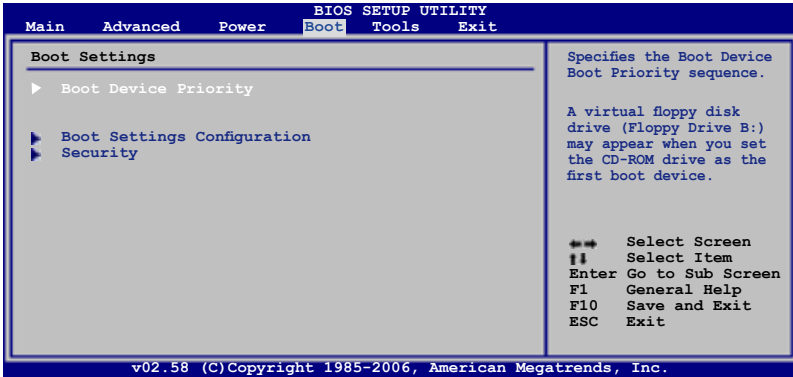 BIOS SETUP UTILITY
Main Advanced Power Boot Tools Exit
Boot Settings
Boot Device Priority
Boot Settings Configuration
Security
Specifies the Boot Device
Boot Priority sequence.
A virtual floppy disk
drive (Floppy Drive B:)
may appear when you set
the CD-ROM drive as the
first boot device.
Select Screen
Select Item
Enter Go to Sub Screen
F1 General Help
F10 Save and Exit
ESC Exit
v02.58 (C)Copyright 1985-2006, American Megatrends, Inc.